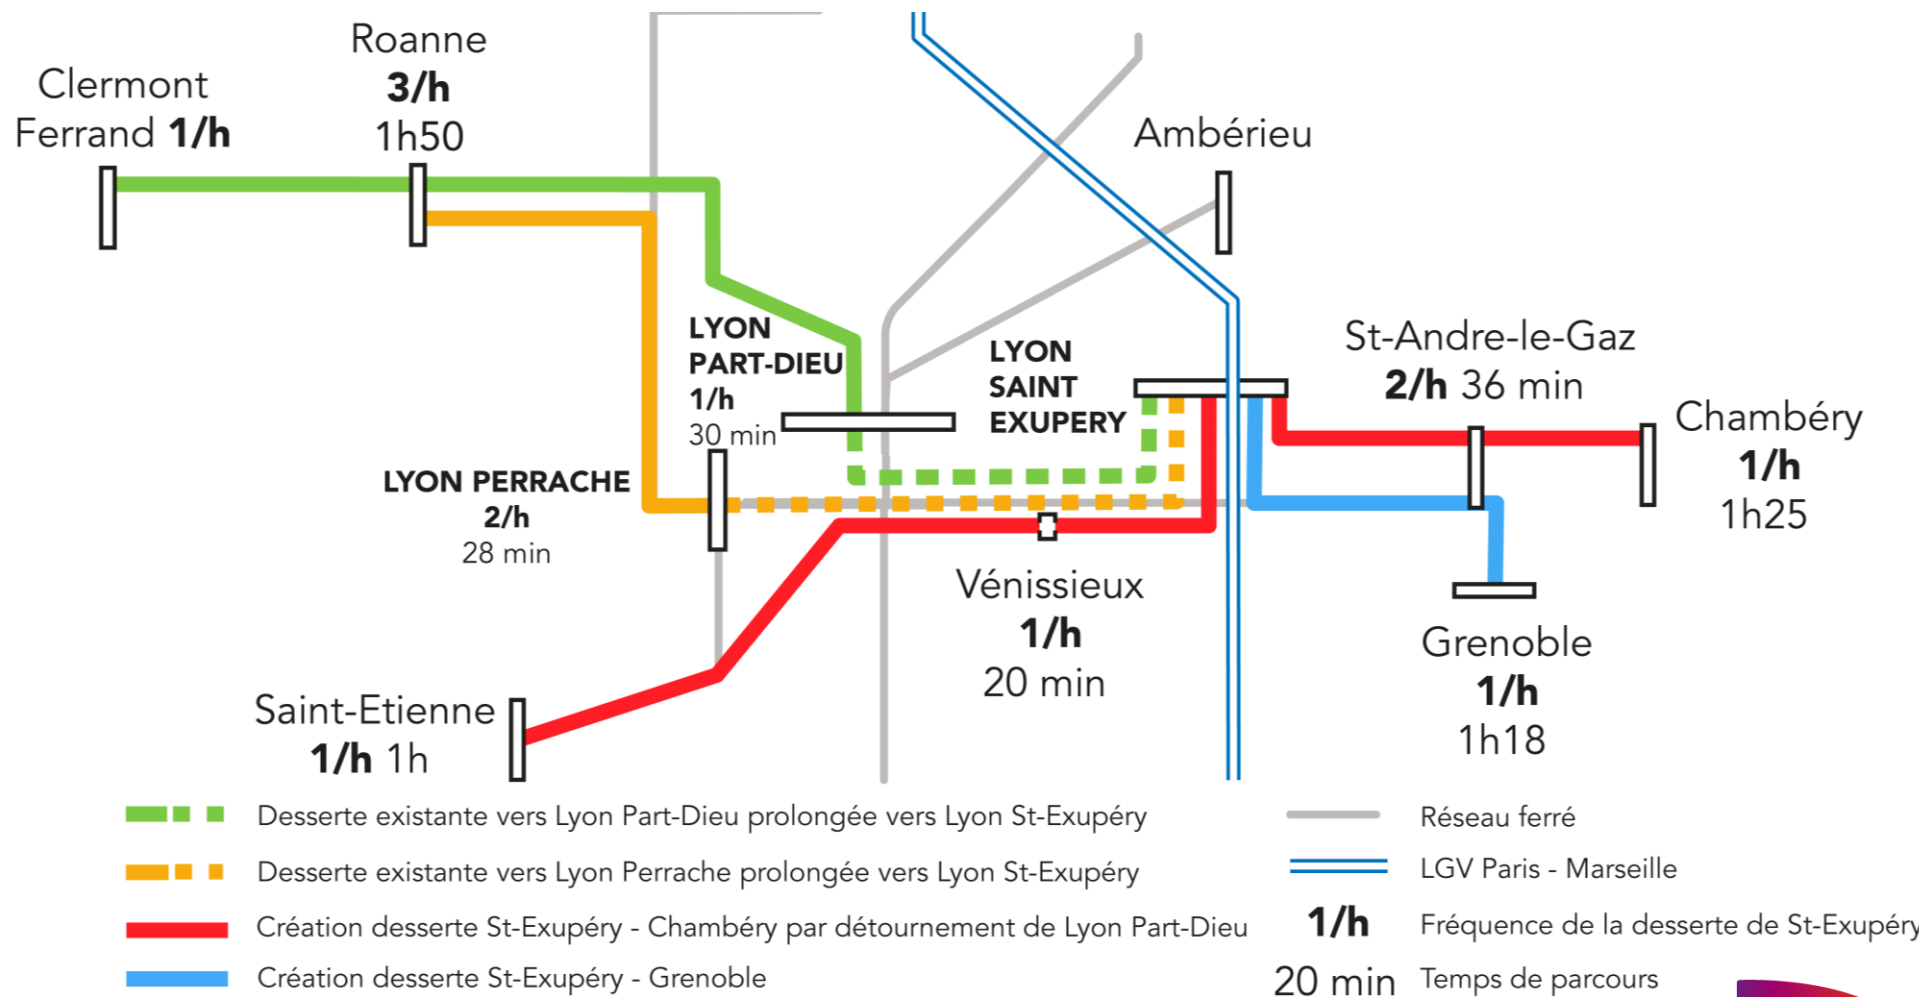 Clermont
Ferrand 1/h
Roanne
3/h
1h50
Ambérieu
LYON
PART-DIEU
1/h
30 min
LYON
SAINT
EXUPERY
St-Andre-le-Gaz
2/h 36 min
Chambéry
1/h
1h25
LYON PERRACHE
2/h
28 min
Vénissieux
1/h
20 min
Grenoble
1/h
1h18
Saint-Etienne
1/h 1h
Desserte existante vers Lyon Part-Dieu prolongée vers Lyon St-Exupéry
Desserte existante vers Lyon Perrache prolongée vers Lyon St-Exupéry
Création desserte St-Exupéry - Chambéry par détournement de Lyon Part-Dieu
Création desserte St-Exupéry - Grenoble
Réseau ferré
LGV Paris - Marseille
1/h Fréquence de la desserte de St-Exupéry
20 min Temps de parcours